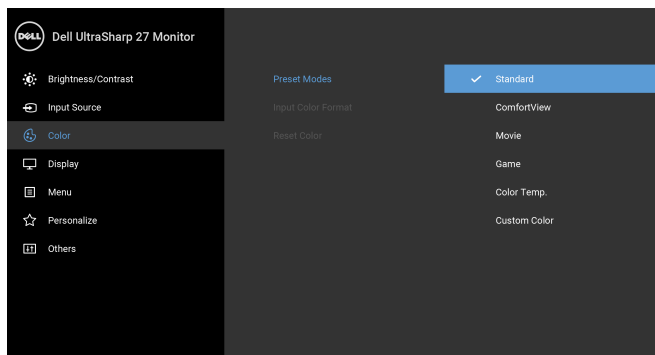 DELL Dell UltraSharp 27 Monitor
Brightness/Contrast
Input Source
Color
Display
Menu
Personalize
Others
Preset Modes
Input Color Format
Reset Color
Standard
ComfortView
Movie
Game
Color Temp.
Custom Color